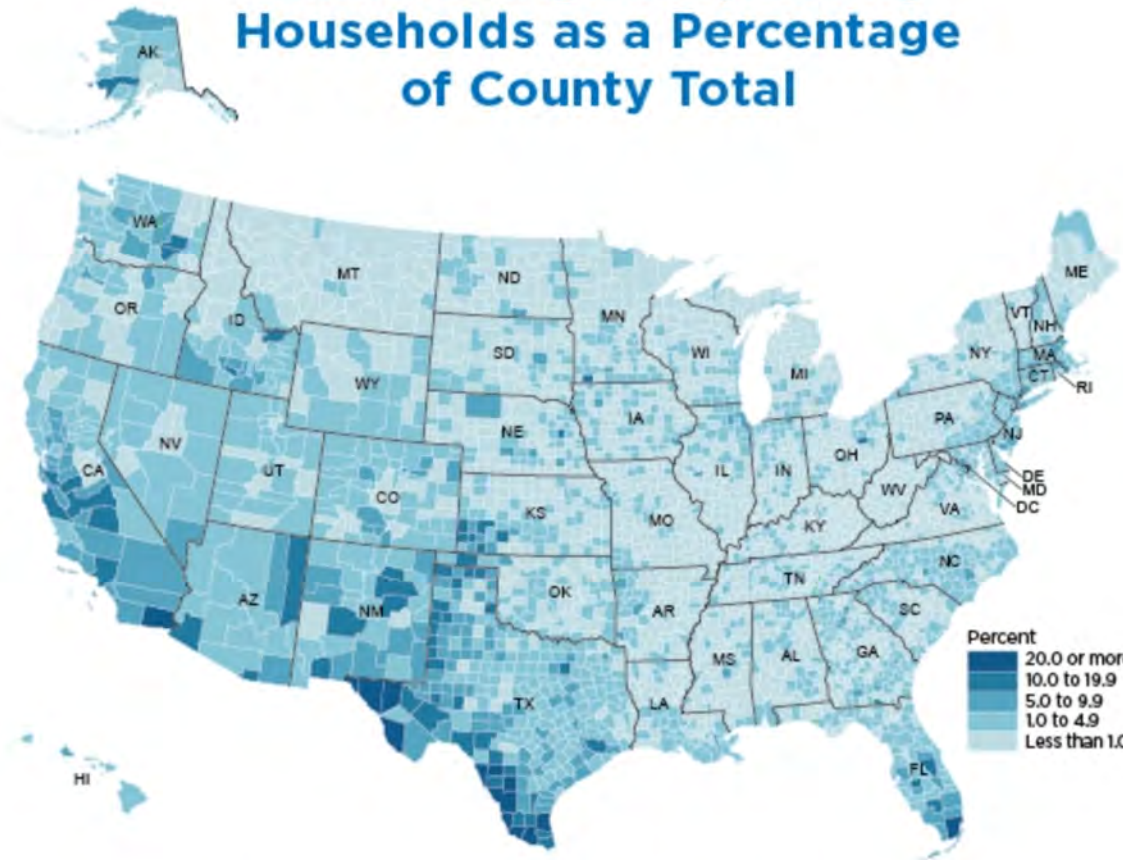 Households as a Percentage
of County Total
AK
WA
MT
ND
MN
ME
OR
ID
SD
WI
VT
NH
NY
MA
CT
RI
WY
MI
IA
PA
NJ
NE
NV
UT
CA
CO
IL
IN
OH
DE
MD
DC
WV
VA
KS
MO
KY
NC
TN
OK
AZ
NM
AR
SC
MS
AL
GA
TX
LA
Percent
20.0 or more
10.0 to 19.9
5.0 to 9.9
1.0 to 4.9
Less than 1.0
FL
HI